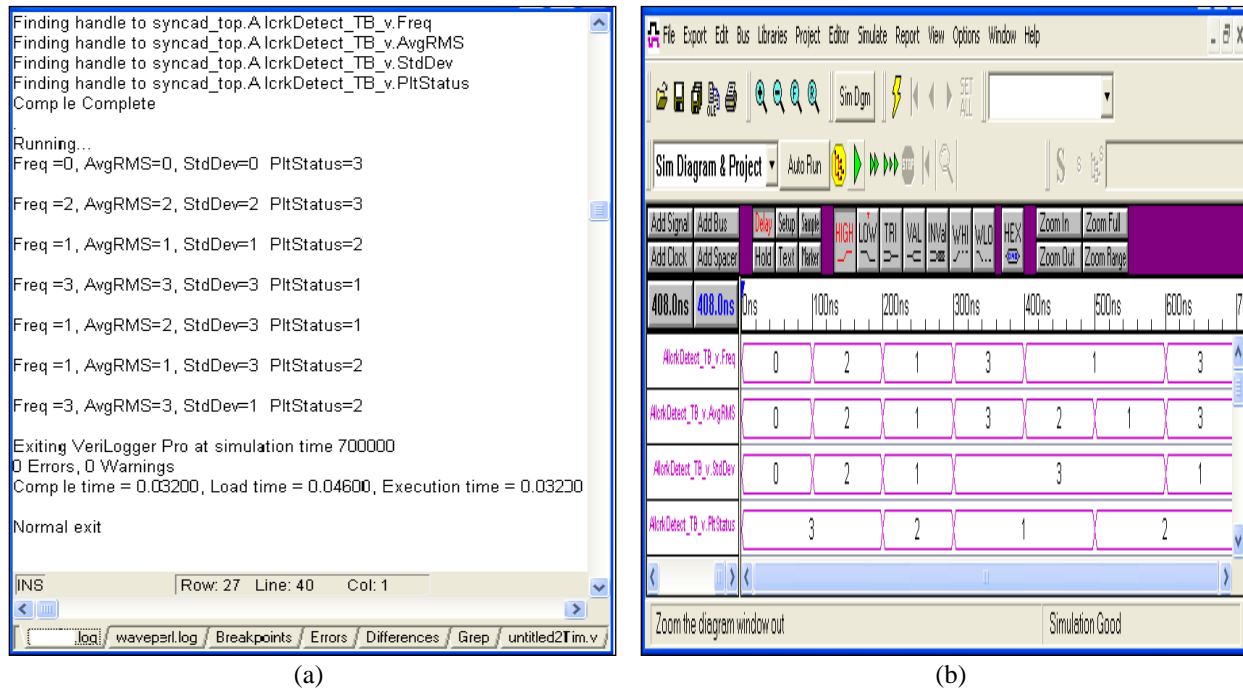 Finding handle to syncad_top.A lcrkDetect_TB_v.Freq
Finding handle to syncad_top.A lcrkDetect_TB_v.AvgRMS
Finding handle to syncad_top.A lcrkDetect_TB_v.StdDev
Finding handle to syncad_top.A lcrkDetect_TB_v.PltStatus
Comp le Complete
.
Running...
Freq =0, AvgRMS=0, StdDev=0 PltStatus=3
Freq =2, AvgRMS=2, StdDev=2 PltStatus=3
Freq =1, AvgRMS=1, StdDev=1 PltStatus=2
Freq =3, AvgRMS=3, StdDev=3 PltStatus=1
Freq =1, AvgRMS=2, StdDev=3 PltStatus=1
Freq =1, AvgRMS=1, StdDev=3 PltStatus=2
Freq =3, AvgRMS=3, StdDev=1 PltStatus=2
Exiting VeriLogger Pro at simulation time 700000
0 Errors, 0 Warnings
Comp le time = 0.03200, Load time = 0.04600, Execution time = 0.03200
Normal exit
INS Row: 27 Line: 40 Col: 1
.log waveperl.log Breakpoints Errors Differences Grep untitled2Tim.v
(a)
File Export Edit Bus Libraries Project Editor Simulate Report View Options Window Help
OLE Sim Dgm SET ALL
Sim Diagram & Project Auto Run STOP S S S
Add Signal Add Bus Delay Setup Sample HIGH LOW TRI VAL INVal WHI WLO HEX Zoom In Zoom Full
Add Clock Add Spacer Hold Text Marker Zoom Out Zoom Range
408.0ns 408.0ns 0ns 100ns 200ns 300ns 400ns 500ns 600ns 7
AlcrkDetect_TB_v.Freq 0 2 1 3 1 3
AlcrkDetect_TB_v.AvgRMS 0 2 1 3 2 1 3
AlcrkDetect_TB_v.StdDev 0 2 1 3 1
AlcrkDetect_TB_v.PltStatus 3 2 1 2
Zoom the diagram window out Simulation Good
(b)